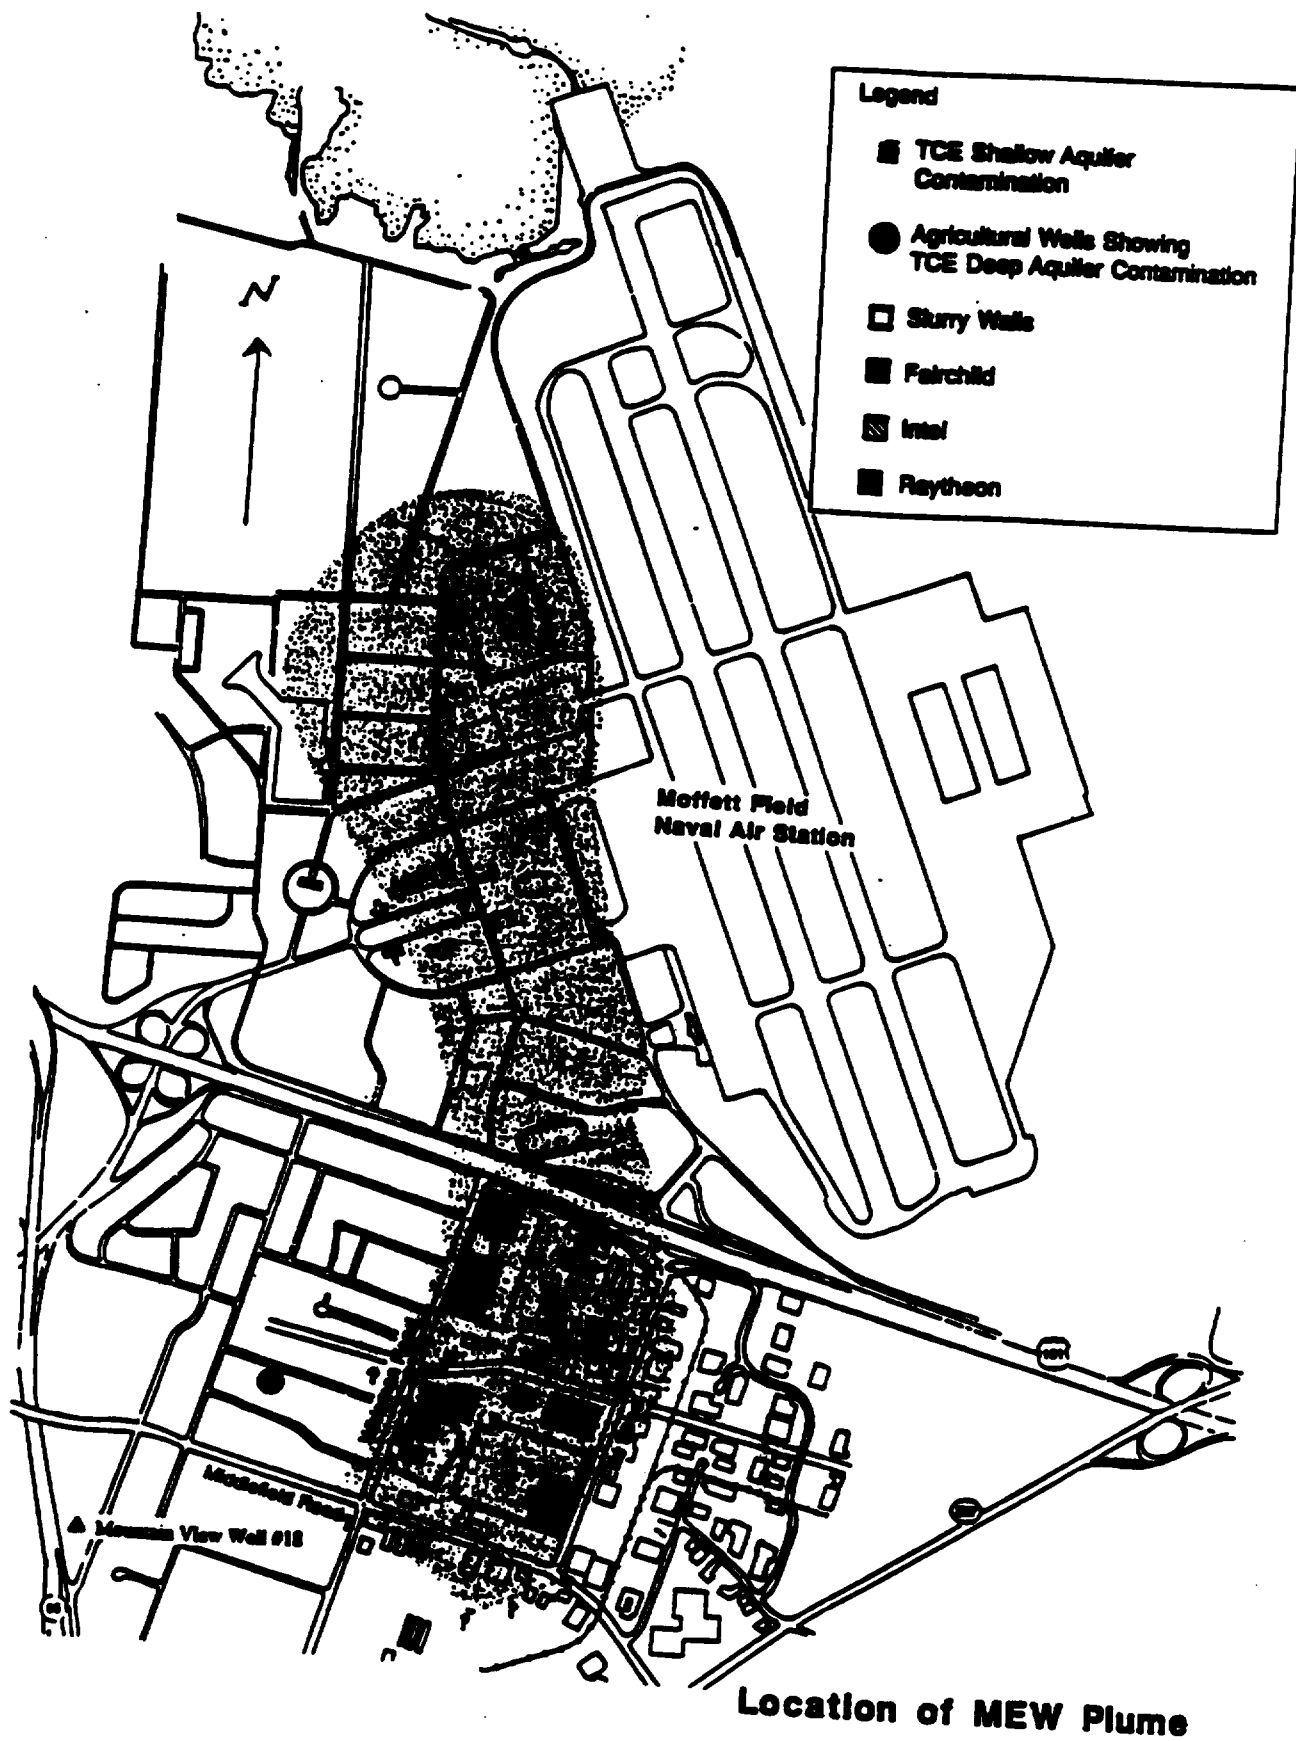 Legend
TCE Shallow Aquifer
Contamination
Agricultural Wells Showing
TCE Deep Aquifer Contamination
Slurry Walls
Fairchild
Intel
Raytheon
N
Moffett Field
Naval Air Station
101
?
Middlefield Road
Mountain View Well #18
Location of MEW Plume